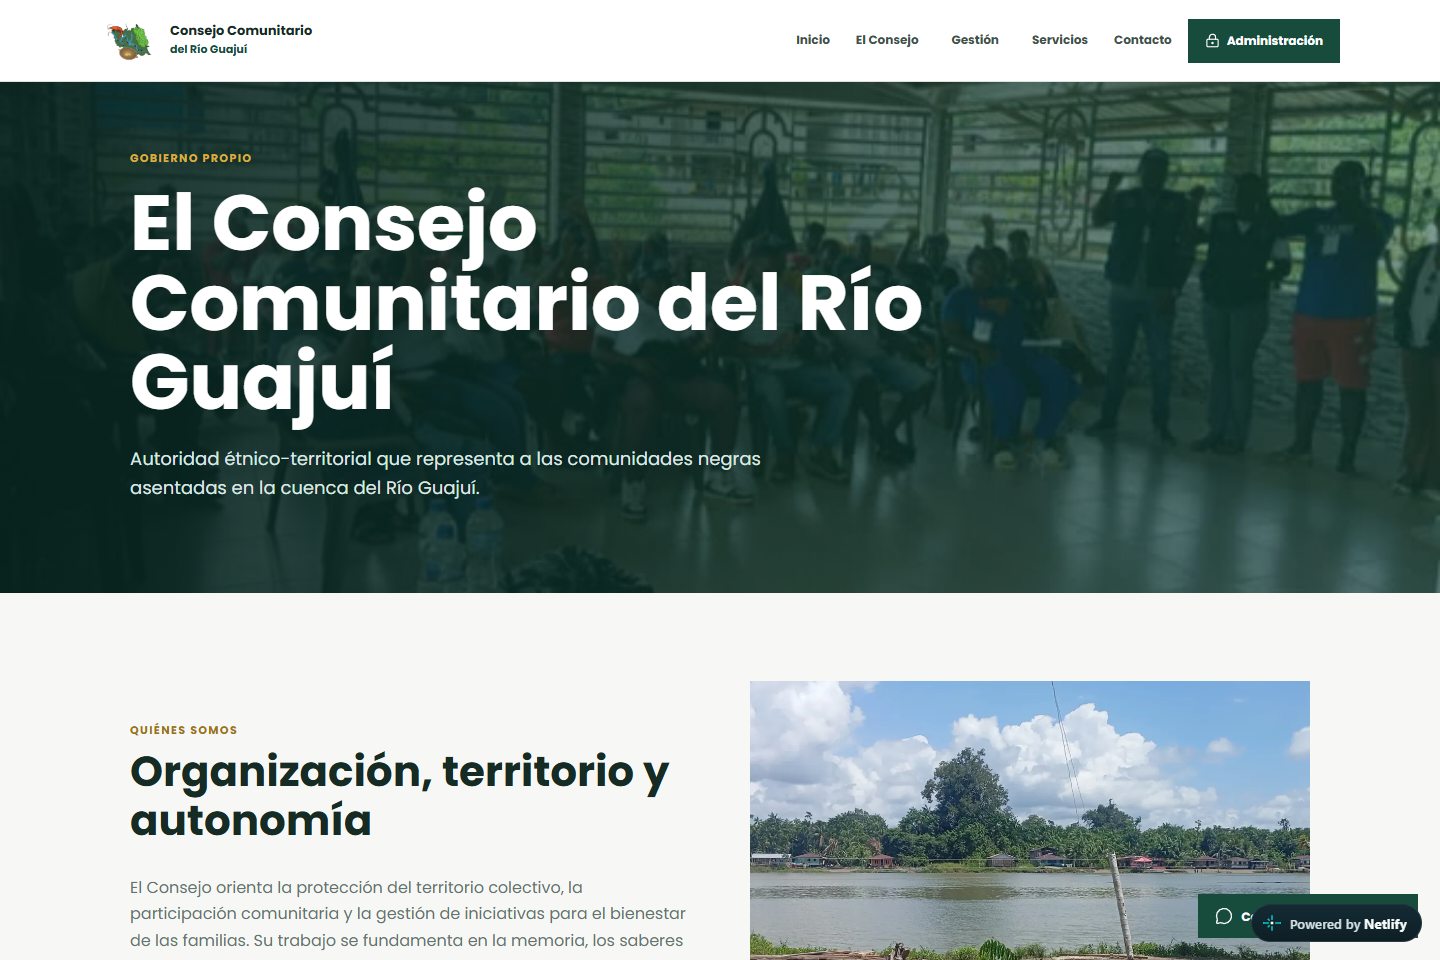 Consejo Comunitario
del Río Guajuí
Inicio
El Consejo
Gestión
Servicios
Contacto
Administración
GOBIERNO PROPIO
El Consejo
Comunitario del Río
Guajuí
Autoridad étnico-territorial que representa a las comunidades negras
asentadas en la cuenca del Río Guajuí.
QUIÉNES SOMOS
Organización, territorio y
autonomía
El Consejo orienta la protección del territorio colectivo, la
participación comunitaria y la gestión de iniciativas para el bienestar
de las familias. Su trabajo se fundamenta en la memoria, los saberes
Powered by Netlify